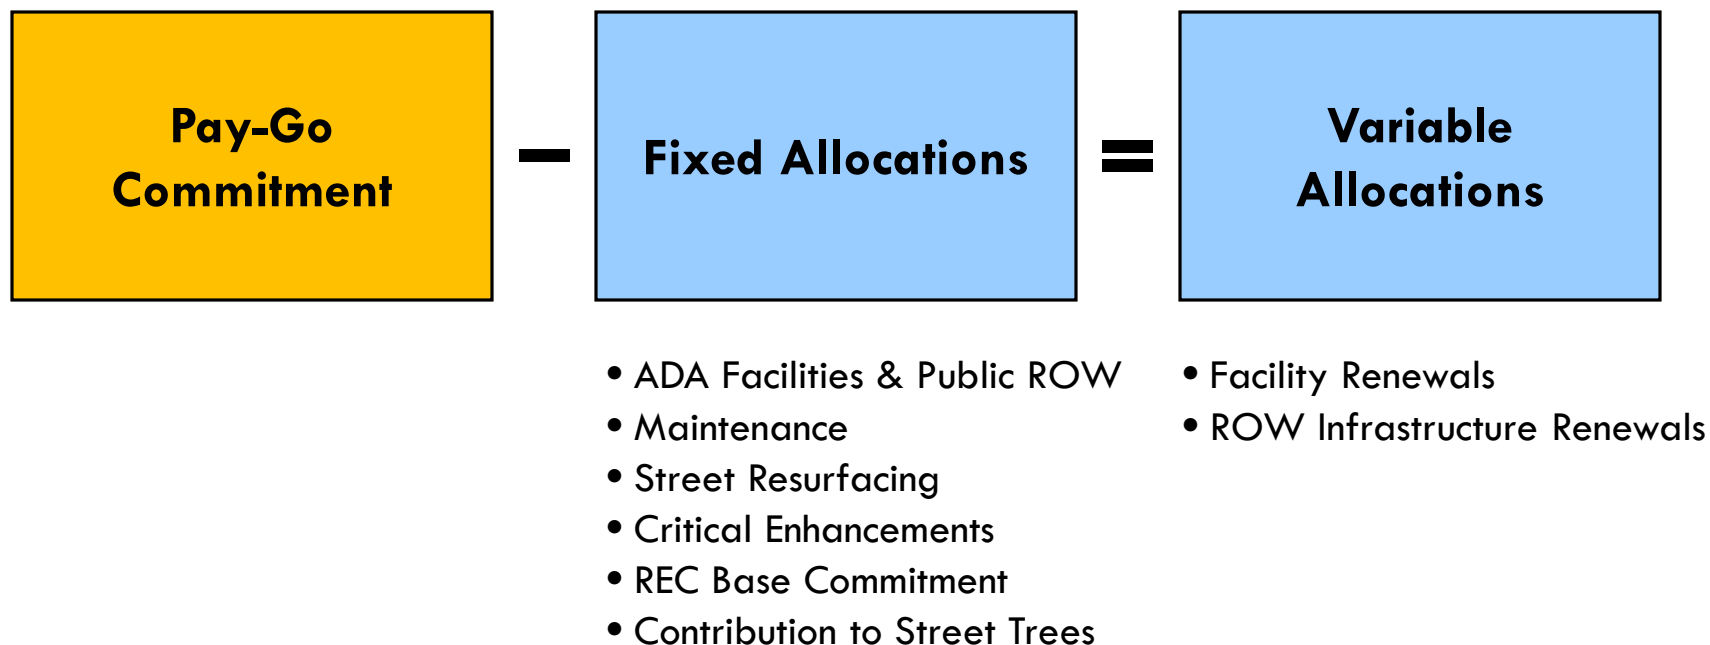 Pay-Go
Commitment
−
Fixed Allocations
=
Variable
Allocations
• ADA Facilities & Public ROW
• Maintenance
• Street Resurfacing
• Critical Enhancements
• REC Base Commitment
• Contribution to Street Trees
• Facility Renewals
• ROW Infrastructure Renewals